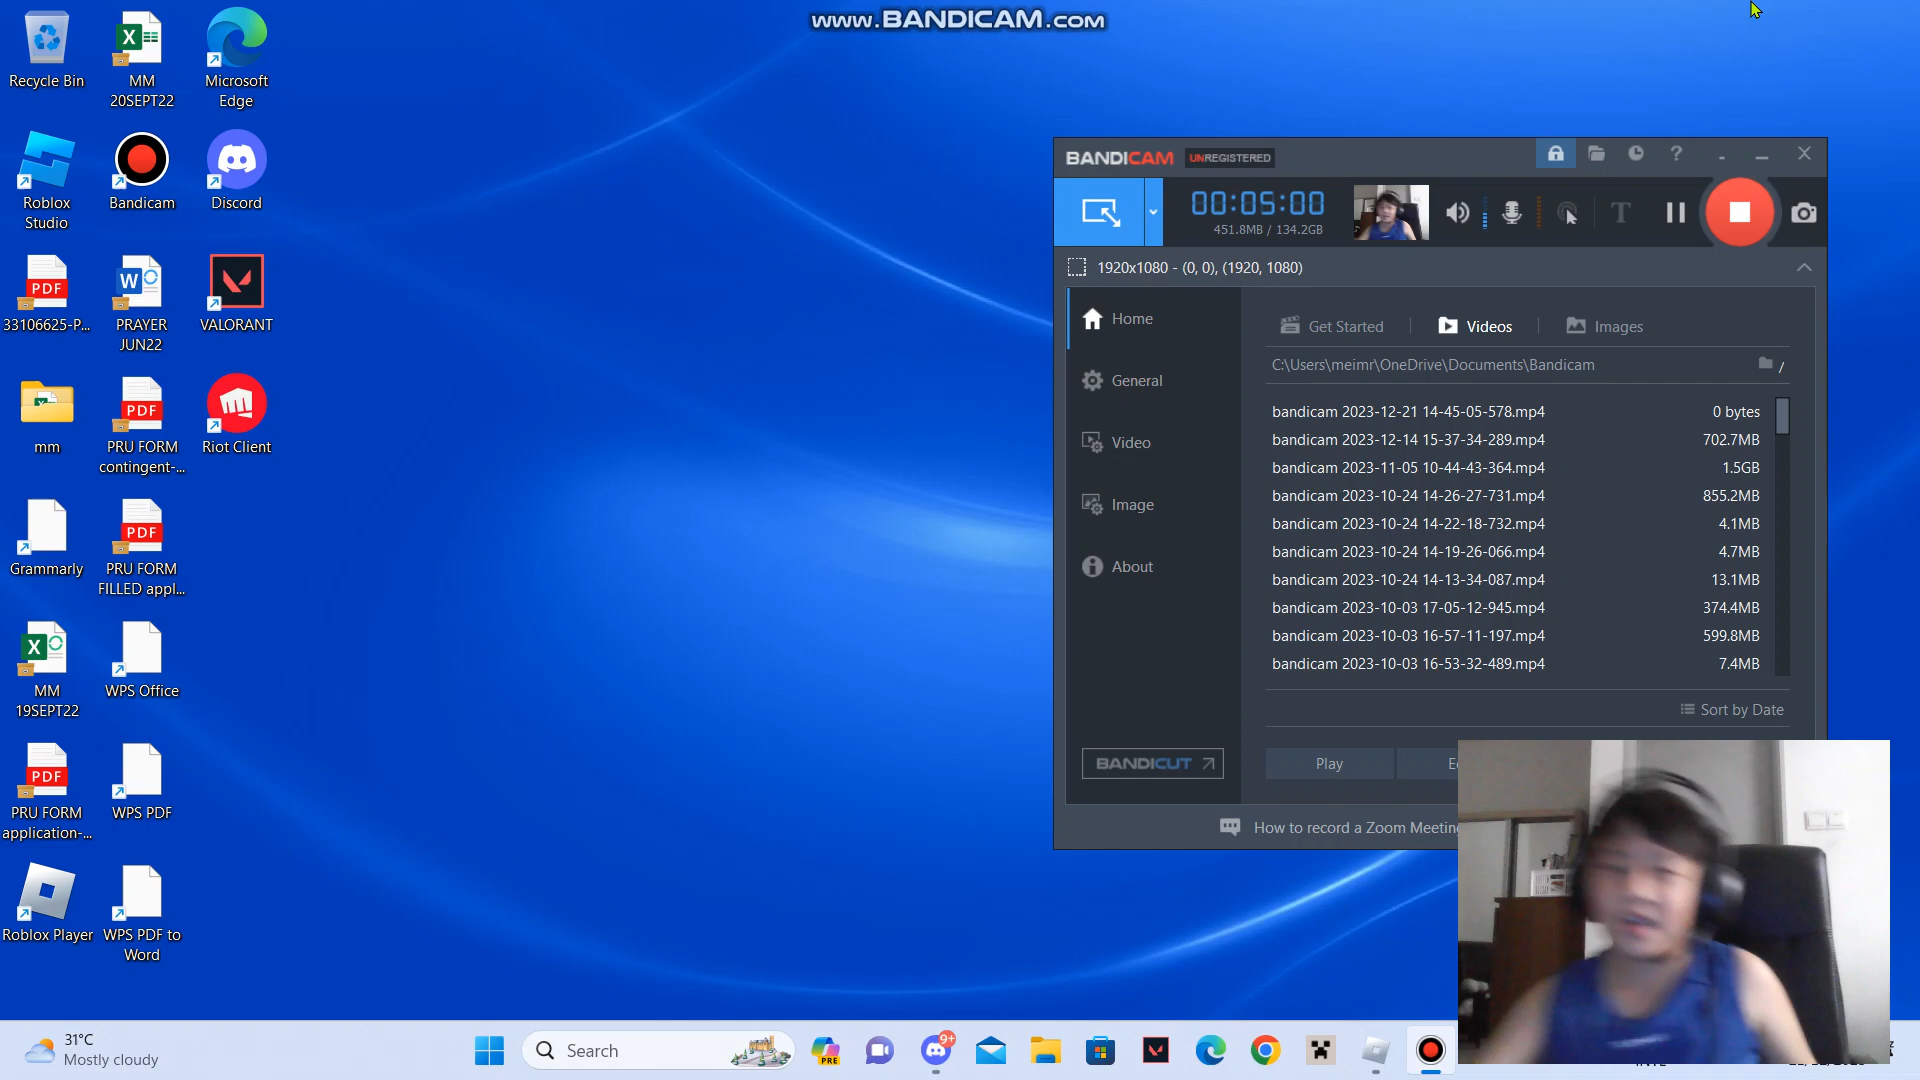 www.BANDICAM.com
Recycle Bin
MM
20SEPT22
Microsoft
Edge
Roblox
Studio
Bandicam
Discord
33106625-P...
PRAYER
JUN22
VALORANT
mm
PRU FORM
contingent-...
Riot Client
Grammarly
PRU FORM
FILLED appl...
MM
19SEPT22
WPS Office
PRU FORM
application-...
WPS PDF
Roblox Player
WPS PDF to
Word
BANDICAM UNREGISTERED
00:05:00
451.8MB / 134.2GB
1920x1080 - (0, 0), (1920, 1080)
Home
General
Video
Image
About
BANDICUT
Get Started
Videos
Images
C:\Users\meimr\OneDrive\Documents\Bandicam
bandicam 2023-12-21 14-45-05-578.mp4 0 bytes
bandicam 2023-12-14 15-37-34-289.mp4 702.7MB
bandicam 2023-11-05 10-44-43-364.mp4 1.5GB
bandicam 2023-10-24 14-26-27-731.mp4 855.2MB
bandicam 2023-10-24 14-22-18-732.mp4 4.1MB
bandicam 2023-10-24 14-19-26-066.mp4 4.7MB
bandicam 2023-10-24 14-13-34-087.mp4 13.1MB
bandicam 2023-10-03 17-05-12-945.mp4 374.4MB
bandicam 2023-10-03 16-57-11-197.mp4 599.8MB
bandicam 2023-10-03 16-53-32-489.mp4 7.4MB
Sort by Date
Play
How to record a Zoom Meeting
31°C
Mostly cloudy
Search
PRE
9+